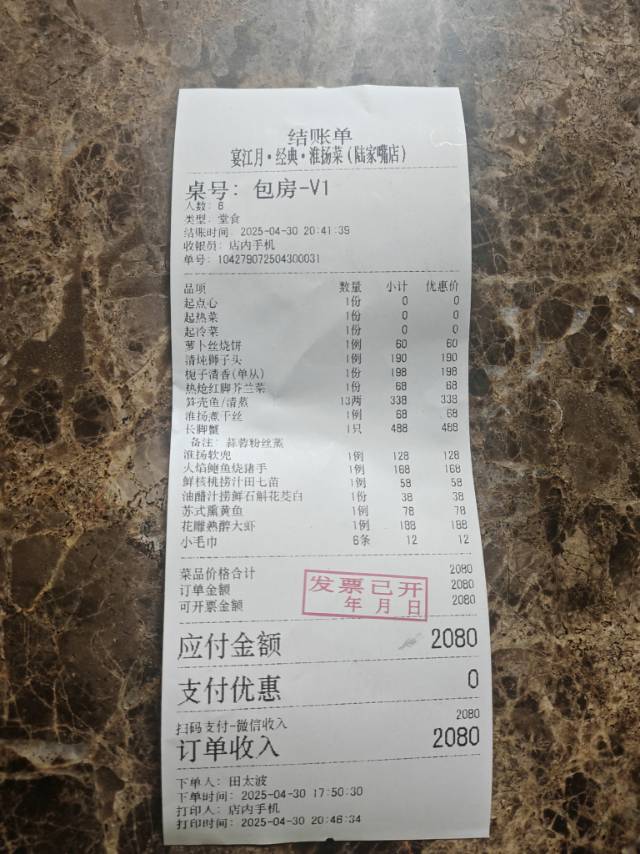 结账单
宴江月·经典·淮扬菜(陆家嘴店)
桌号: 包房-V1
人数: 6
类型: 堂食
结账时间: 2025-04-30 20:41:39
收银员: 店内手机
单号: 104279072504300031
品项 数量 小计 优惠价
起点心 1份 0 0
起热菜 1份 0 0
起冷菜 1份 0 0
萝卜丝烧饼 1例 60 60
清炖狮子头 1例 190 190
栀子清香(单从) 1份 198 198
热炝红脚芥兰菜 1份 68 68
笋壳鱼/清蒸 13两 338 338
淮扬煮干丝 1例 68 68
长脚蟹 1只 488 488
备注: 蒜蓉粉丝蒸
淮扬软兜 1例 128 128
火焰鲍鱼烧猪手 1例 168 168
鲜核桃捞汁田七苗 1例 58 58
油醋汁捞鲜石斛花茭白 1份 38 38
苏式熏黄鱼 1例 78 78
花雕熟醉大虾 1例 188 188
小毛巾 6条 12 12
菜品价格合计 2080
订单金额 2080
可开票金额 2080
发票已开
年 月 日
应付金额 2080
支付优惠 0
扫码支付-微信收入 2080
订单收入 2080
下单人: 田太波
下单时间: 2025-04-30 17:50:30
打印人: 店内手机
打印时间: 2025-04-30 20:46:34